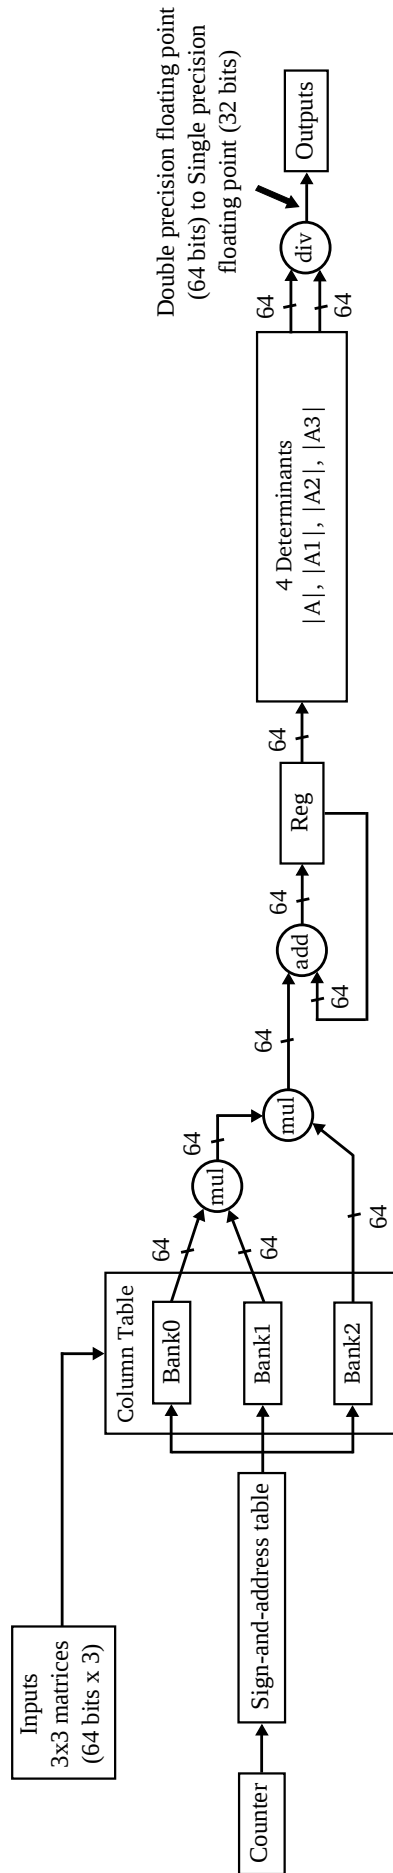 Inputs
3x3 matrices
(64 bits x 3)
Counter
Sign-and-address table
Column Table
Bank0
Bank1
Bank2
64
64
64
mul
64
mul
64
64
add
64
Reg
64
4 Determinants
|A|, |A1|, |A2|, |A3|
64
64
div
Double precision floating point
(64 bits) to Single precision
floating point (32 bits)
Outputs